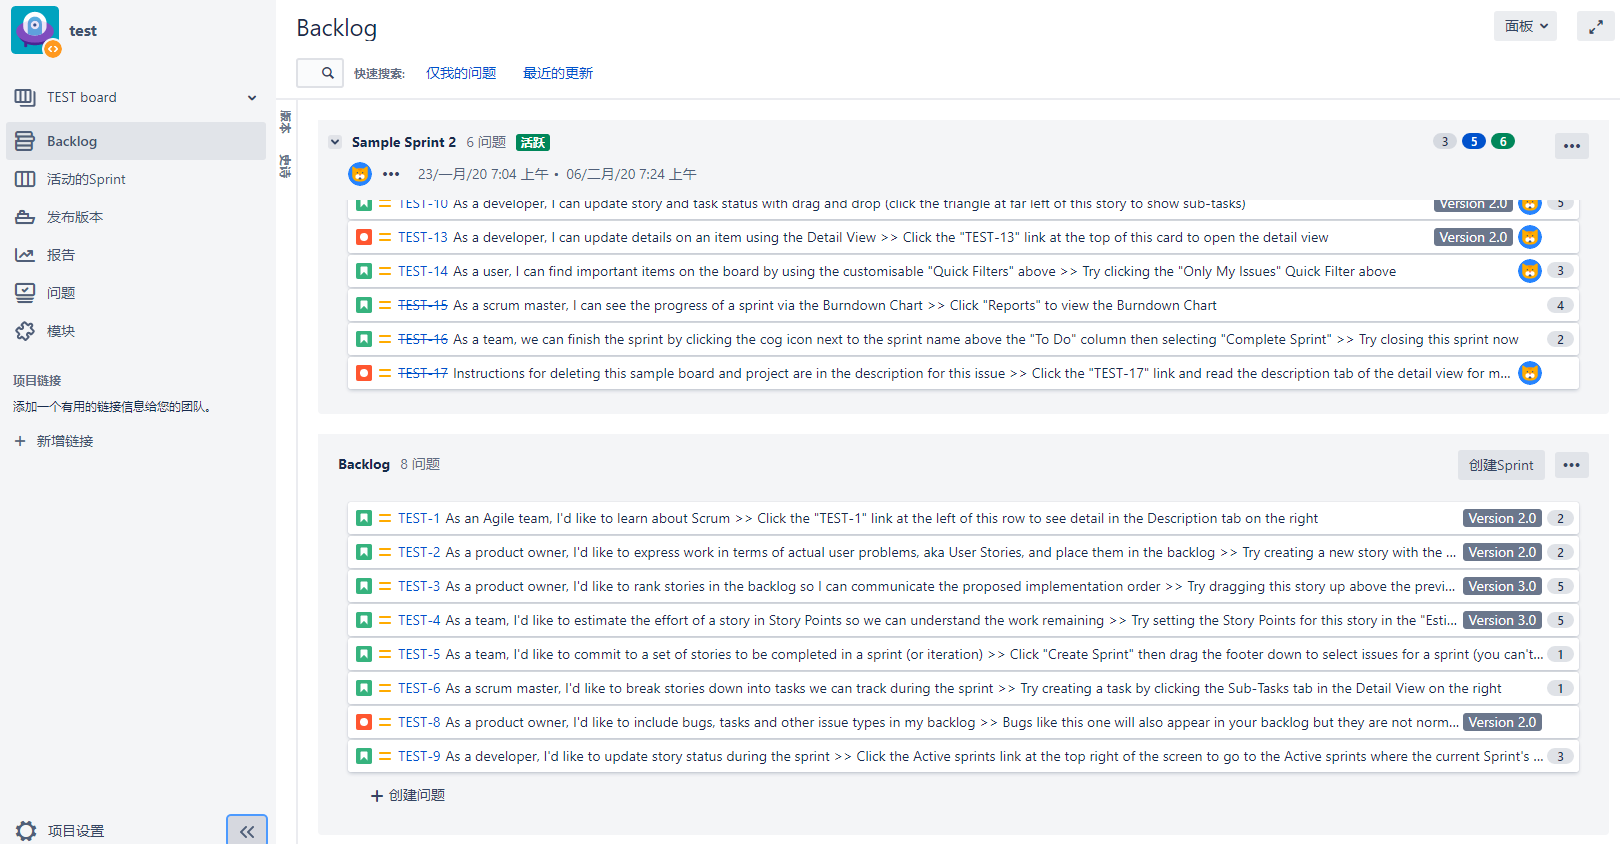 test
TEST board
Backlog
活动的Sprint
发布版本
报告
问题
模块
项目链接
添加一个有用的链接信息给您的团队。
+ 新增链接
项目设置
Backlog
面板
快速搜索:
仅我的问题
最近的更新
版本
史诗
Sample Sprint 2 6 问题 活跃
3 5 6
23/一月/20 7:04 上午 • 06/二月/20 7:24 上午
TEST-10 As a developer, I can update story and task status with drag and drop (click the triangle at far left of this story to show sub-tasks) Version 2.0 5
TEST-13 As a developer, I can update details on an item using the Detail View >> Click the "TEST-13" link at the top of this card to open the detail view Version 2.0
TEST-14 As a user, I can find important items on the board by using the customisable "Quick Filters" above >> Try clicking the "Only My Issues" Quick Filter above 3
TEST-15 As a scrum master, I can see the progress of a sprint via the Burndown Chart >> Click "Reports" to view the Burndown Chart 4
TEST-16 As a team, we can finish the sprint by clicking the cog icon next to the sprint name above the "To Do" column then selecting "Complete Sprint" >> Try closing this sprint now 2
TEST-17 Instructions for deleting this sample board and project are in the description for this issue >> Click the "TEST-17" link and read the description tab of the detail view for m...
Backlog 8 问题
创建Sprint
TEST-1 As an Agile team, I'd like to learn about Scrum >> Click the "TEST-1" link at the left of this row to see detail in the Description tab on the right Version 2.0 2
TEST-2 As a product owner, I'd like to express work in terms of actual user problems, aka User Stories, and place them in the backlog >> Try creating a new story with the ... Version 2.0 2
TEST-3 As a product owner, I'd like to rank stories in the backlog so I can communicate the proposed implementation order >> Try dragging this story up above the previ... Version 3.0 5
TEST-4 As a team, I'd like to estimate the effort of a story in Story Points so we can understand the work remaining >> Try setting the Story Points for this story in the "Esti... Version 3.0 5
TEST-5 As a team, I'd like to commit to a set of stories to be completed in a sprint (or iteration) >> Click "Create Sprint" then drag the footer down to select issues for a sprint (you can't... 1
TEST-6 As a scrum master, I'd like to break stories down into tasks we can track during the sprint >> Try creating a task by clicking the Sub-Tasks tab in the Detail View on the right 1
TEST-8 As a product owner, I'd like to include bugs, tasks and other issue types in my backlog >> Bugs like this one will also appear in your backlog but they are not norm... Version 2.0
TEST-9 As a developer, I'd like to update story status during the sprint >> Click the Active sprints link at the top right of the screen to go to the Active sprints where the current Sprint's ... 3
+ 创建问题